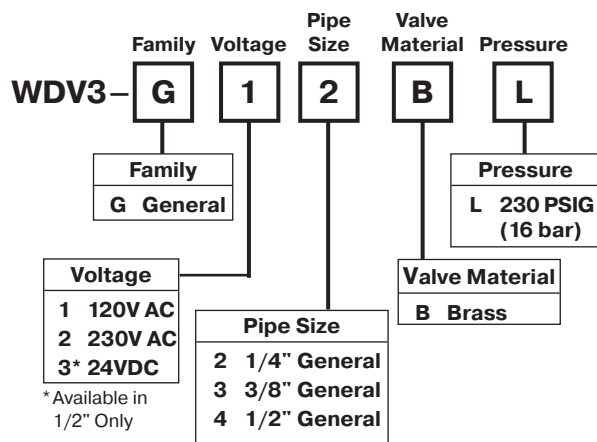 Family Voltage Pipe Size Valve Material Pressure
WDV3– G 1 2 B L
Family
G General
Pressure
L 230 PSIG
(16 bar)
Voltage
1 120V AC
2 230V AC
3* 24VDC
*Available in
1/2" Only
Pipe Size
2 1/4" General
3 3/8" General
4 1/2" General
Valve Material
B Brass